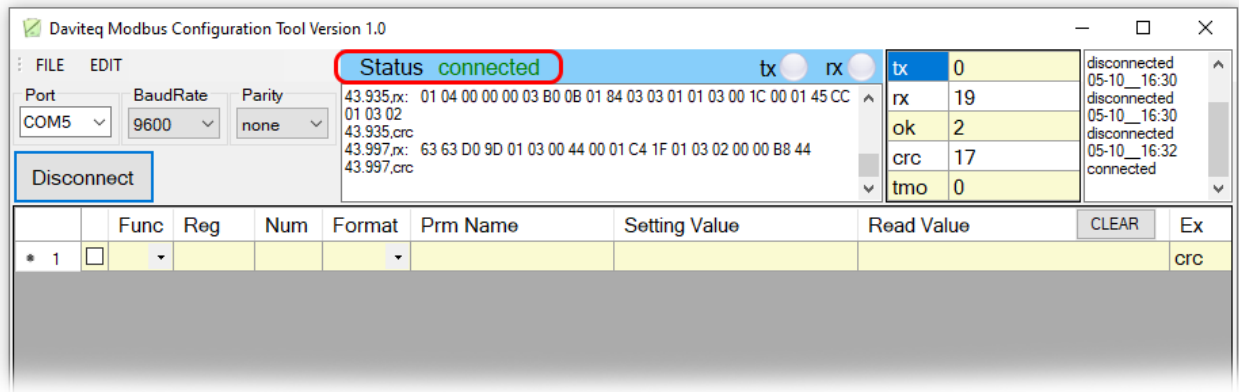 Daviteq Modbus Configuration Tool Version 1.0
FILE EDIT
Port BaudRate Parity
COM5 9600 none
Disconnect
Status connected tx rx
43.935,rx: 01 04 00 00 00 03 B0 0B 01 84 03 03 01 01 03 00 1C 00 01 45 CC
01 03 02
43.935,crc
43.997,rx: 63 63 D0 9D 01 03 00 44 00 01 C4 1F 01 03 02 00 00 B8 44
43.997,crc
tx 0
rx 19
ok 2
crc 17
tmo 0
disconnected
05-10__16:30
disconnected
05-10__16:30
disconnected
05-10__16:32
connected
Func Reg Num Format Prm Name Setting Value Read Value CLEAR Ex
* 1 crc